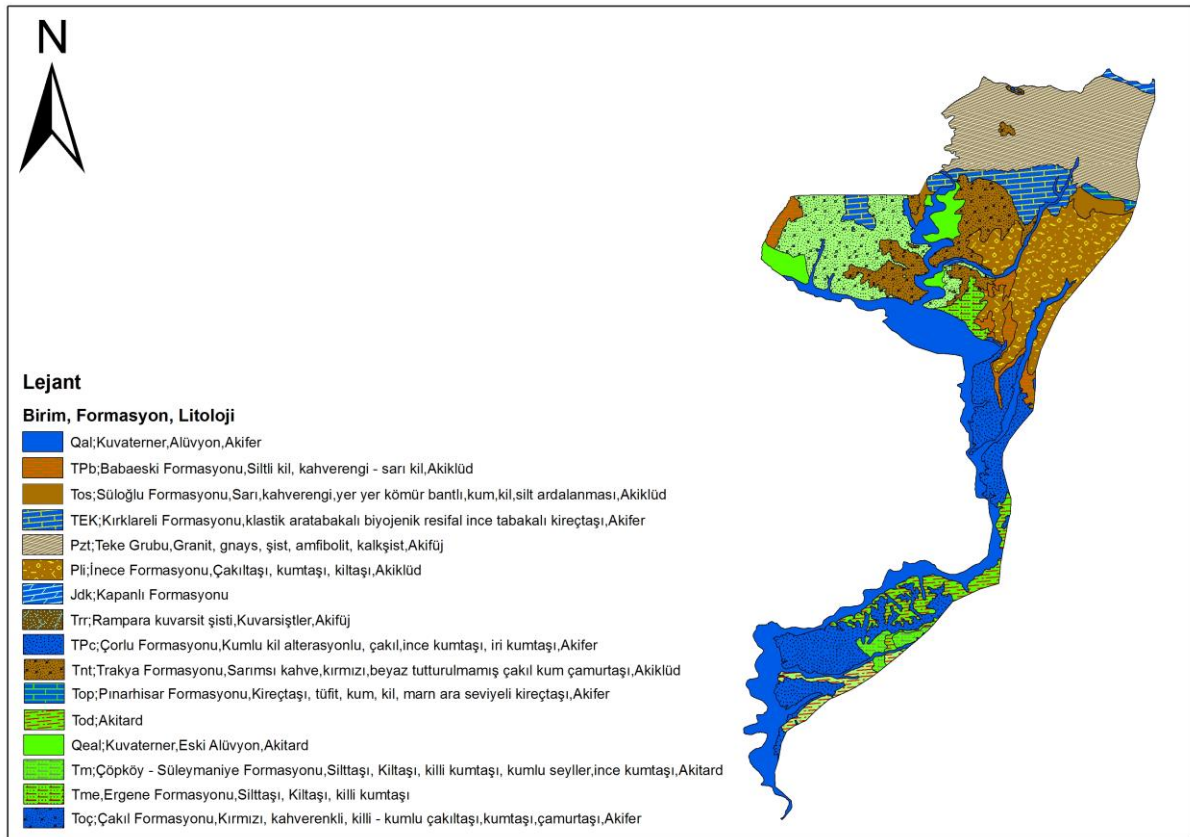 N
Lejant
Birim, Formasyon, Litoloji
Qal;Kuvaterner,Alüvyon,Akifer
TPb;Babaeski Formasyonu,Siltli kil, kahverengi - sarı kil,Akiklüd
Tos;Süloğlu Formasyonu,Sarı,kahverengi,yer yer kömür bantlı,kum,kil,silt ardalanması,Akiklüd
TEK;Kırklareli Formasyonu,klastik aratabakalı biyojenik resifal ince tabakalı kireçtaşı,Akifer
Pzt;Teke Grubu,Granit, gnays, şist, amfibolit, kalkşist,Akifüj
Pli;İnece Formasyonu,Çakıltaşı, kumtaşı, kiltaşı,Akiklüd
Jdk;Kapanlı Formasyonu
Trr;Rampara kuvarsit şisti,Kuvarsiştler,Akifüj
TPc;Çorlu Formasyonu,Kumlu kil alterasyonlu, çakıl,ince kumtaşı, iri kumtaşı,Akifer
Tnt;Trakya Formasyonu,Sarımsı kahve,kırmızı,beyaz tutturulmamış çakıl kum çamurtaşı,Akiklüd
Top;Pınarhisar Formasyonu,Kireçtaşı, tüfit, kum, kil, marn ara seviyeli kireçtaşı,Akifer
Tod;Akitard
Qeal;Kuvaterner,Eski Alüvyon,Akitard
Tm;Çöpköy - Süleymaniye Formasyonu,Silttaşı, Kiltaşı, killi kumtaşı, kumlu seyller,ince kumtaşı,Akitard
Tme,Ergene Formasyonu,Silttaşı, Kiltaşı, killi kumtaşı
Toç;Çakıl Formasyonu,Kırmızı, kahverenkli, killi - kumlu çakıltaşı,kumtaşı,çamurtaşı,Akifer